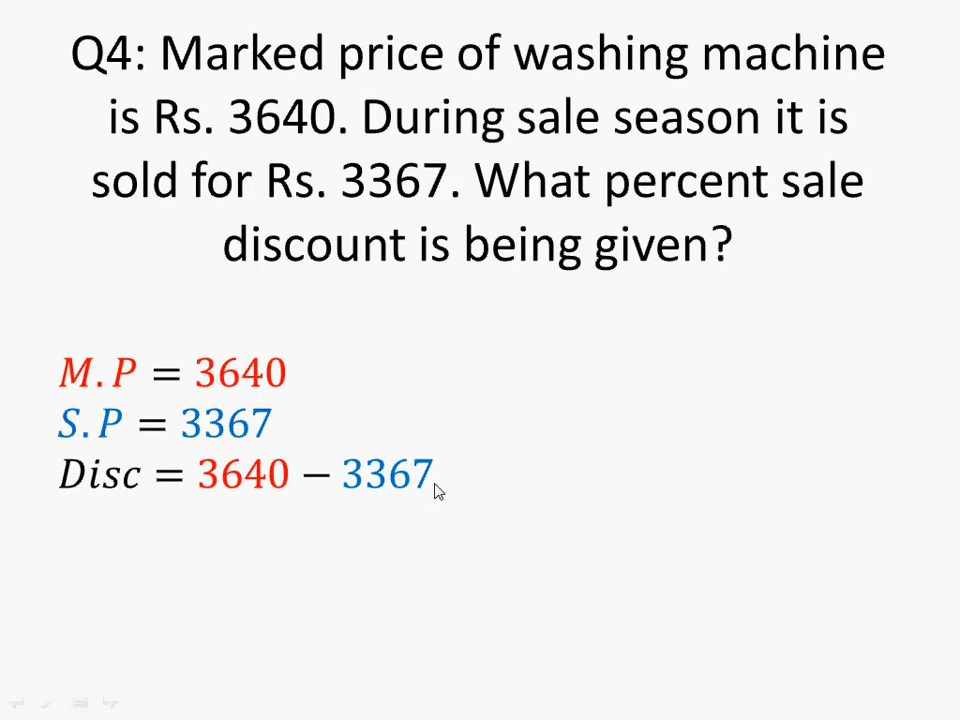 Q4: Marked price of washing machine
is Rs. 3640. During sale season it is
sold for Rs. 3367. What percent sale
discount is being given?
M.P = 3640
S.P = 3367
Disc = 3640 − 3367